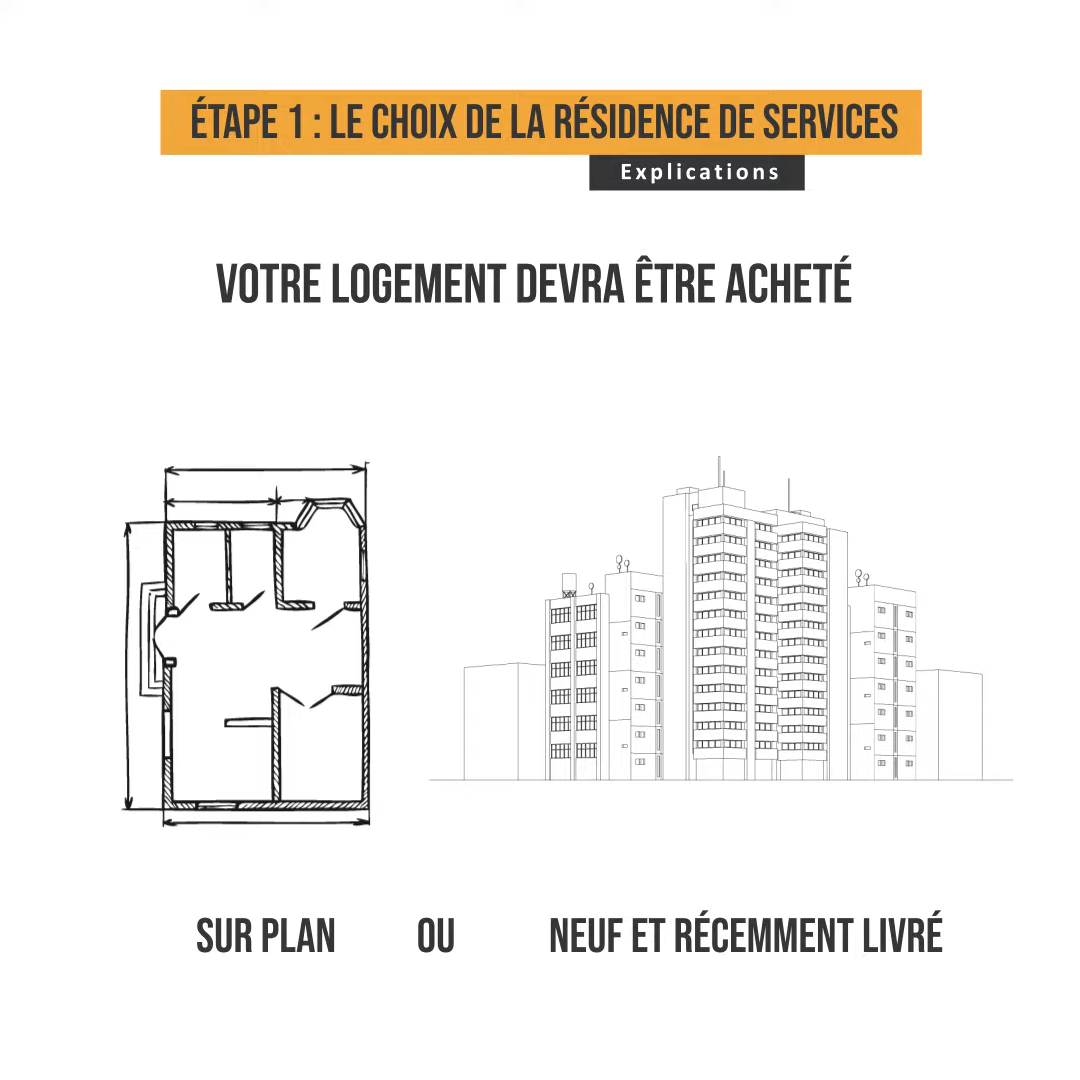 ÉTAPE 1 : LE CHOIX DE LA RÉSIDENCE DE SERVICES
Explications
VOTRE LOGEMENT DEVRA ÊTRE ACHETÉ
SUR PLAN OU NEUF ET RÉCEMMENT LIVRÉ